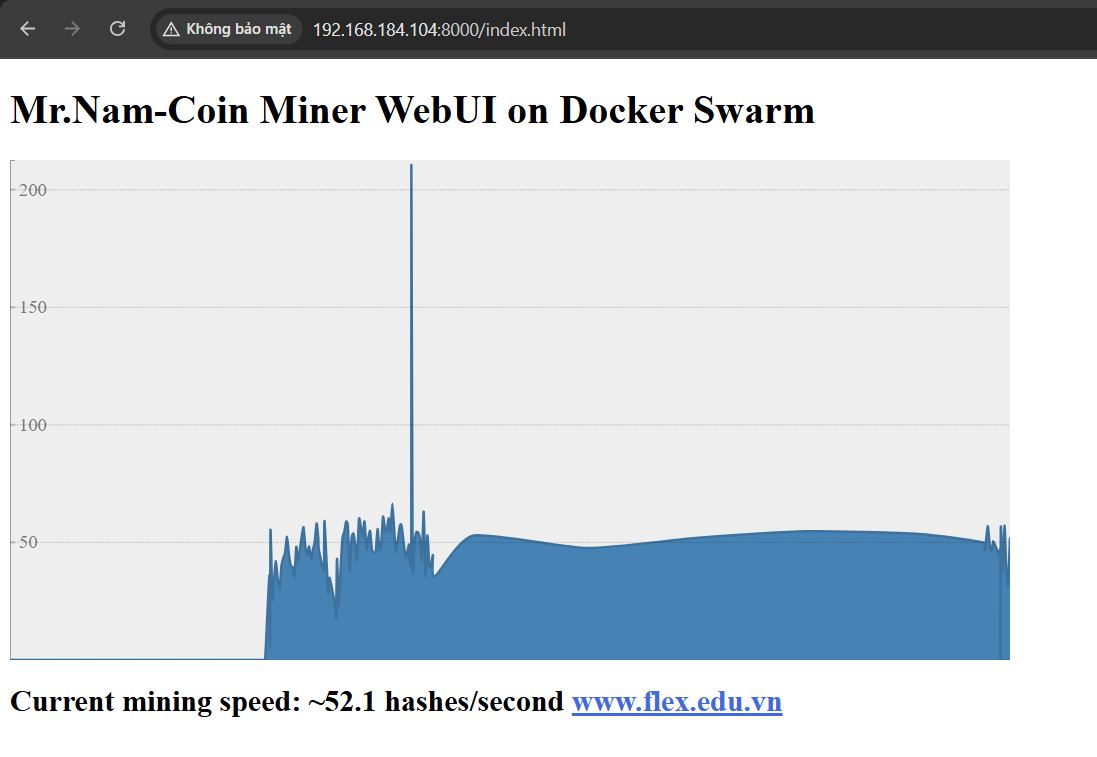 Không bảo mật 192.168.184.104:8000/index.html
Mr.Nam-Coin Miner WebUI on Docker Swarm
200
150
100
50
Current mining speed: ~52.1 hashes/second www.flex.edu.vn